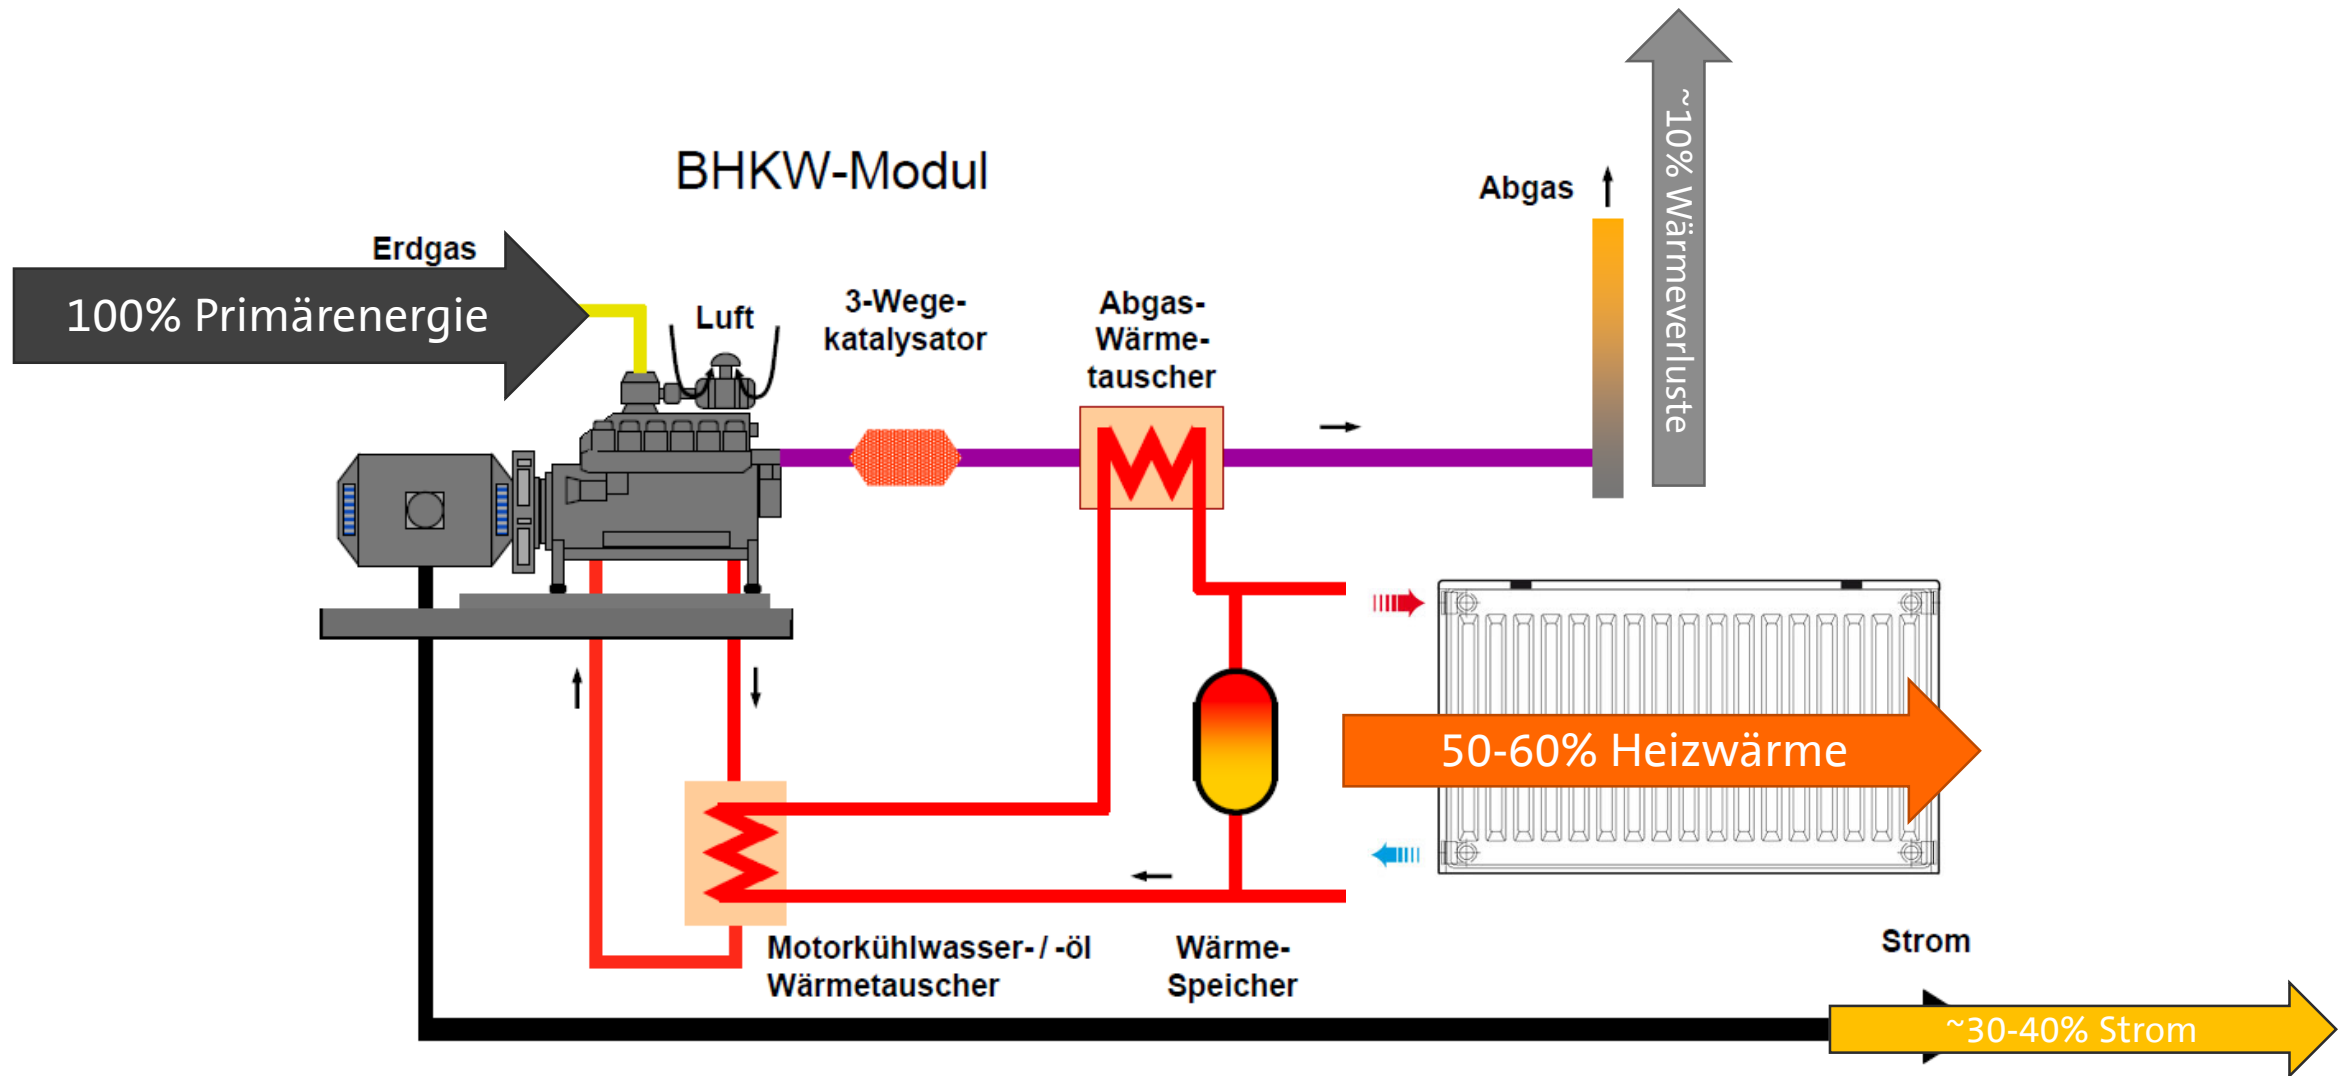 BHKW-Modul
Erdgas
100% Primärenergie
Luft
3-Wege-
katalysator
Abgas-
Wärme-
tauscher
Abgas
~10% Wärmeverluste
50-60% Heizwärme
Motorkühlwasser- / -öl
Wärmetauscher
Wärme-
Speicher
Strom
~30-40% Strom